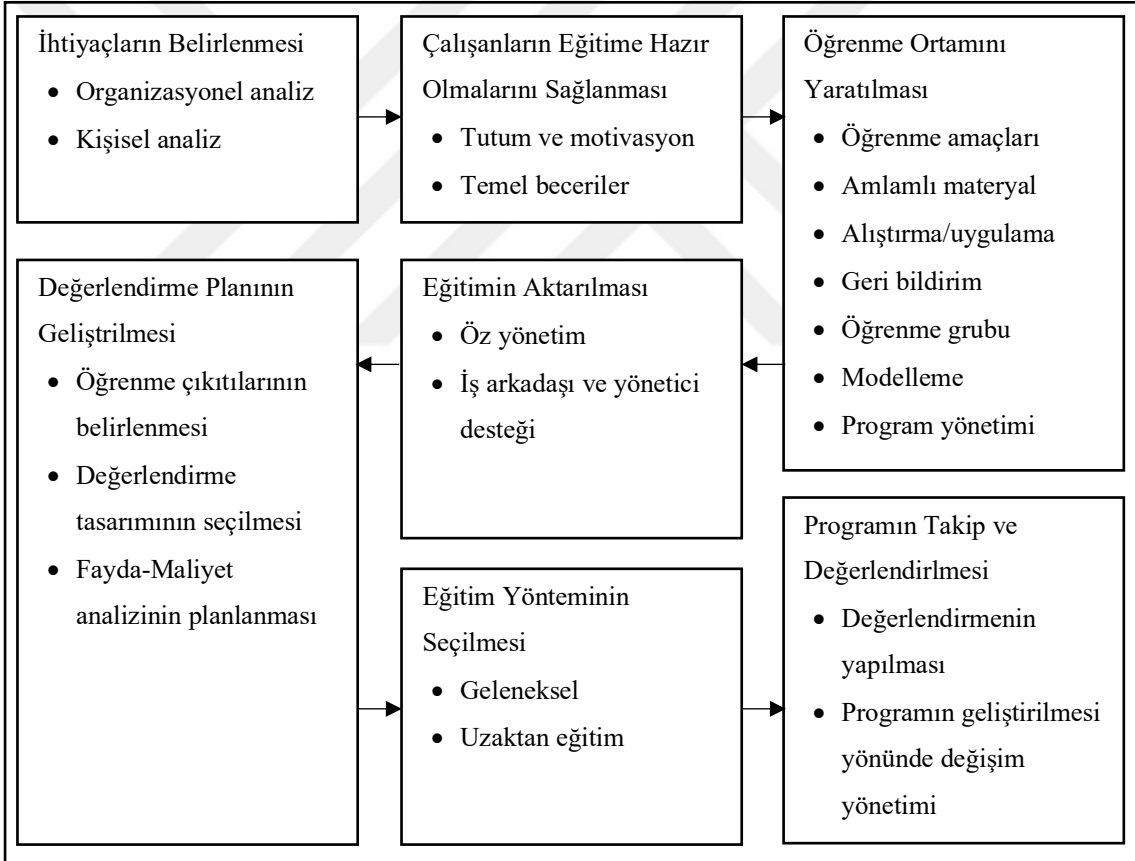 İhtiyaçların Belirlenmesi
• Organizasyonel analiz
• Kişisel analiz
Çalışanların Eğitime Hazır
Olmalarını Sağlanması
• Tutum ve motivasyon
• Temel beceriler
Öğrenme Ortamını
Yaratılması
• Öğrenme amaçları
• Amlamlı materyal
• Alıştırma/uygulama
• Geri bildirim
• Öğrenme grubu
• Modelleme
• Program yönetimi
Eğitimin Aktarılması
• Öz yönetim
• İş arkadaşı ve yönetici
desteği
Değerlendirme Planının
Geliştrilmesi
• Öğrenme çıkıtılarının
belirlenmesi
• Değerlendirme
tasarımının seçilmesi
• Fayda-Maliyet
analizinin planlanması
Eğitim Yönteminin
Seçilmesi
• Geleneksel
• Uzaktan eğitim
Programın Takip ve
Değerlendirlmesi
• Değerlendirmenin
yapılması
• Programın geliştirilmesi
yönünde değişim
yönetimi